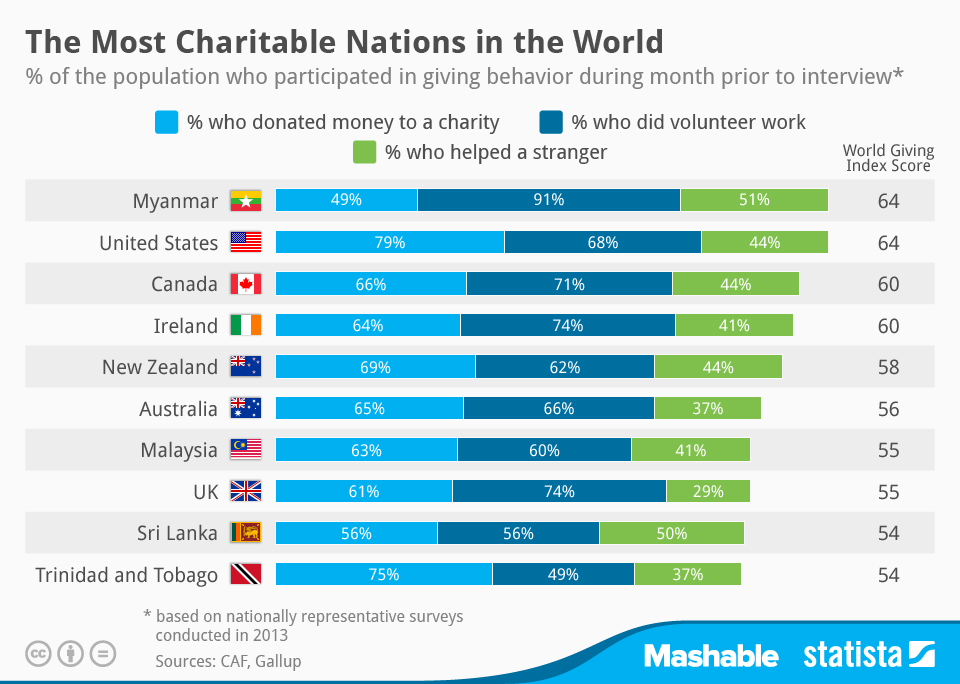 The Most Charitable Nations in the World
% of the population who participated in giving behavior during month prior to interview*
% who donated money to a charity
% who did volunteer work
% who helped a stranger
World Giving
Index Score
Myanmar 49% 91% 51% 64
United States 79% 68% 44% 64
Canada 66% 71% 44% 60
Ireland 64% 74% 41% 60
New Zealand 69% 62% 44% 58
Australia 65% 66% 37% 56
Malaysia 63% 60% 41% 55
UK 61% 74% 29% 55
Sri Lanka 56% 56% 50% 54
Trinidad and Tobago 75% 49% 37% 54
* based on nationally representative surveys
conducted in 2013
Sources: CAF, Gallup
cc
Mashable statista